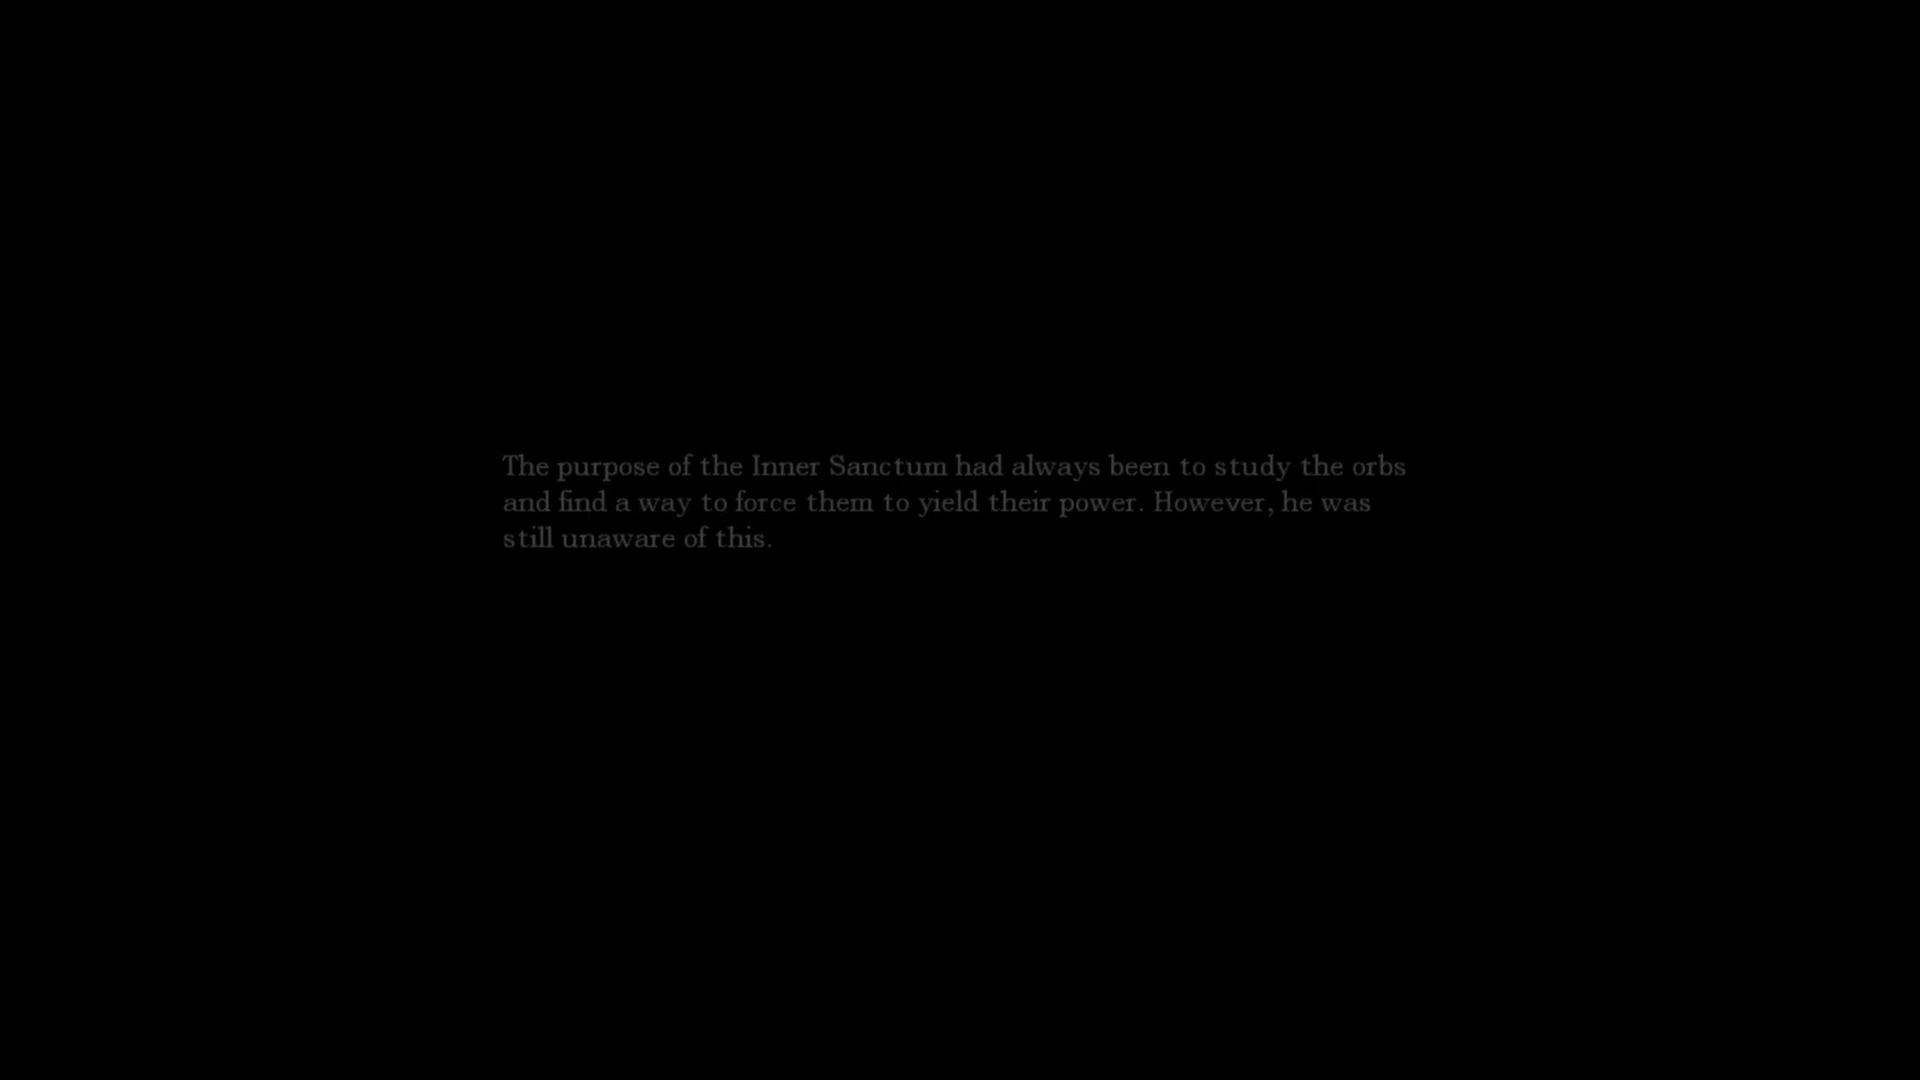 The purpose of the Inner Sanctum had always been to study the orbs
and find a way to force them to yield their power. However, he was
still unaware of this.